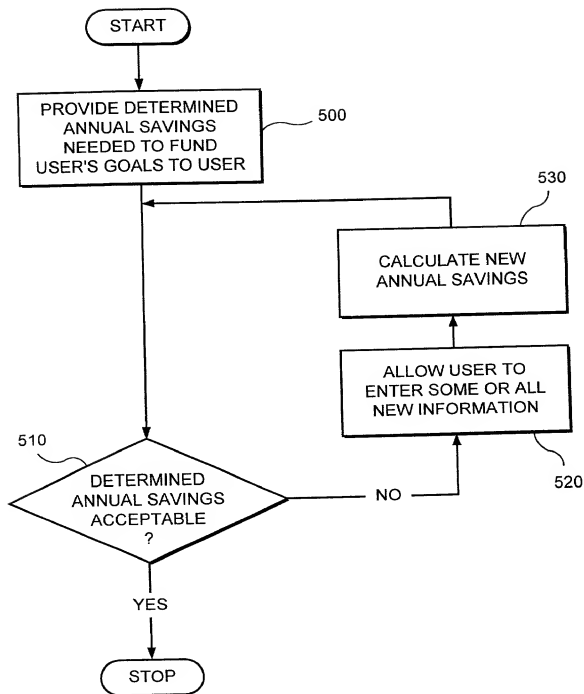 START
PROVIDE DETERMINED
ANNUAL SAVINGS
NEEDED TO FUND
USER'S GOALS TO USER
500
530
CALCULATE NEW
ANNUAL SAVINGS
ALLOW USER TO
ENTER SOME OR ALL
NEW INFORMATION
520
510
DETERMINED
ANNUAL SAVINGS
ACCEPTABLE
?
NO
YES
STOP